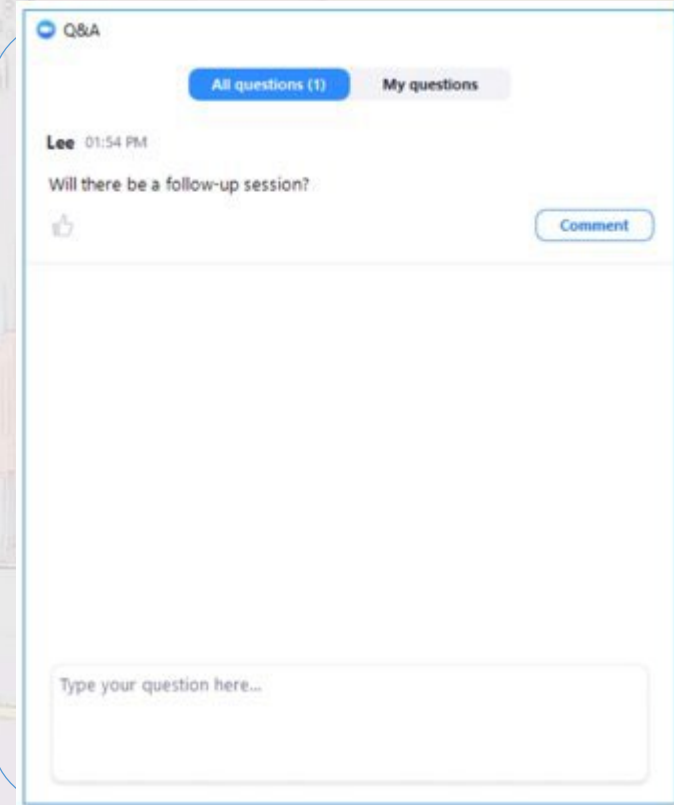 Q&A
All questions (1) My questions
Lee 01:54 PM
Will there be a follow-up session?
Comment
Type your question here...